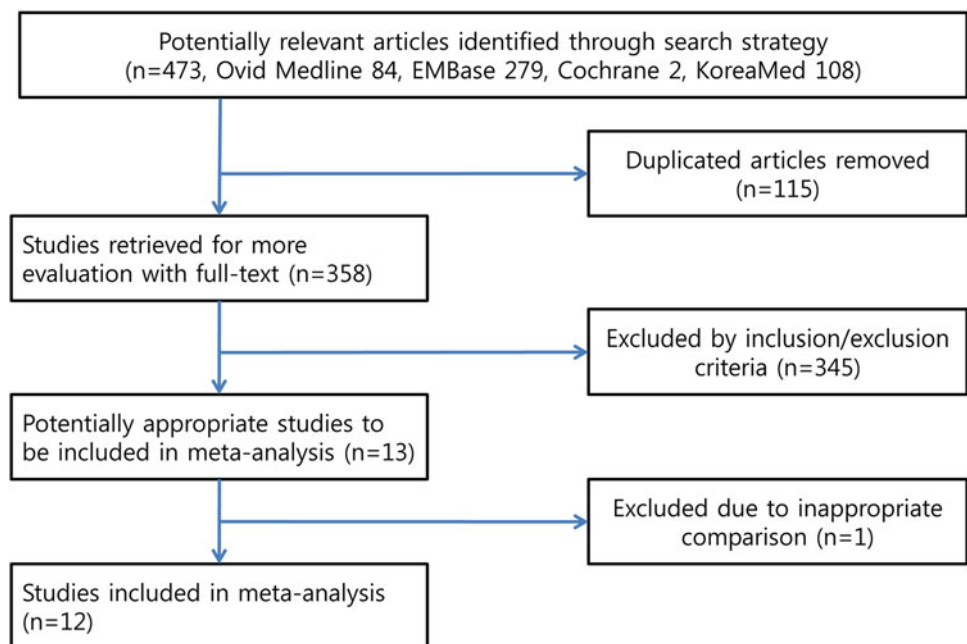 Potentially relevant articles identified through search strategy
(n=473, Ovid Medline 84, EMBase 279, Cochrane 2, KoreaMed 108)
Duplicated articles removed
(n=115)
Studies retrieved for more
evaluation with full-text (n=358)
Excluded by inclusion/exclusion
criteria (n=345)
Potentially appropriate studies to
be included in meta-analysis (n=13)
Excluded due to inappropriate
comparison (n=1)
Studies included in meta-analysis
(n=12)